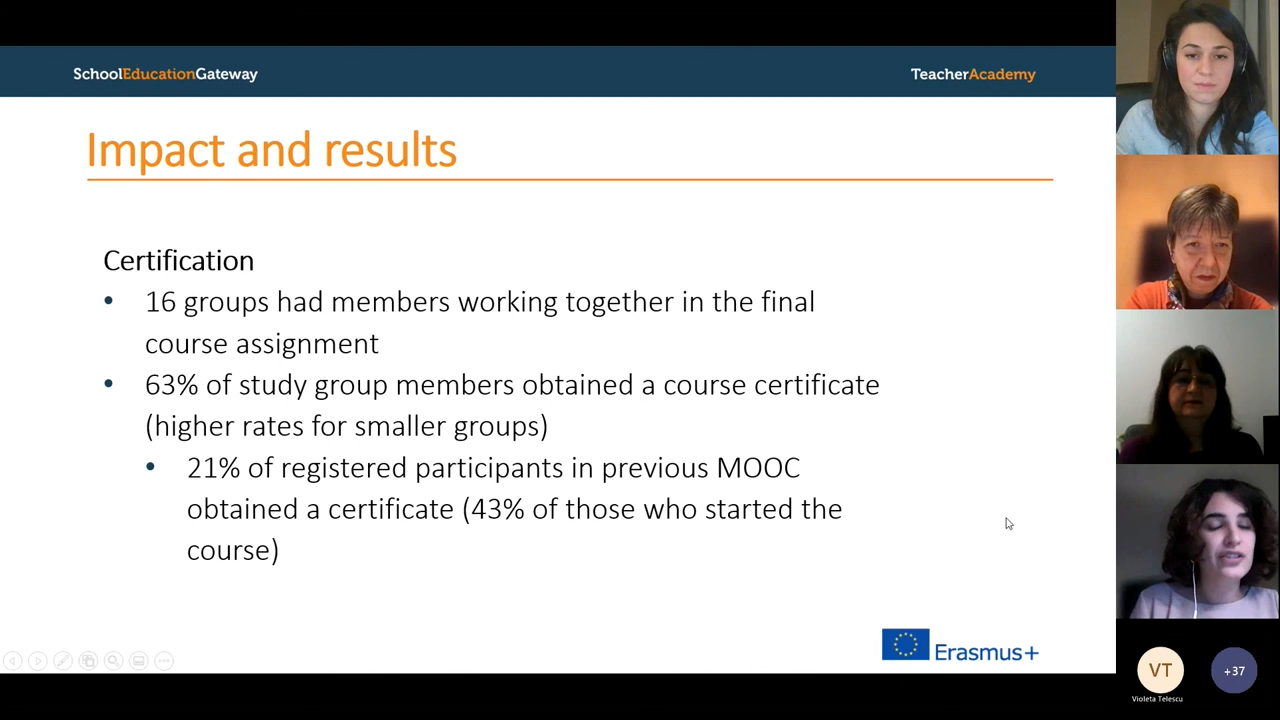 SchoolEducationGateway
TeacherAcademy
Impact and results
Certification
• 16 groups had members working together in the final
course assignment
• 63% of study group members obtained a course certificate
(higher rates for smaller groups)
• 21% of registered participants in previous MOOC
obtained a certificate (43% of those who started the
course)
Erasmus+
VT
+37
Violeta Telescu